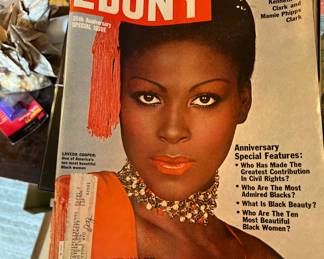 EBONY
35th Anniversary
SPECIAL ISSUE
Clark and
Mamie Phipps
Clark
LAVEDA COOPER:
One of America's
ten most beautiful
Black women
Anniversary
Special Features:
• Who Has Made The
Greatest Contribution
In Civil Rights?
• Who Are The Most
Admired Blacks?
• What Is Black Beauty?
• Who Are The Ten
Most Beautiful
Black Women?